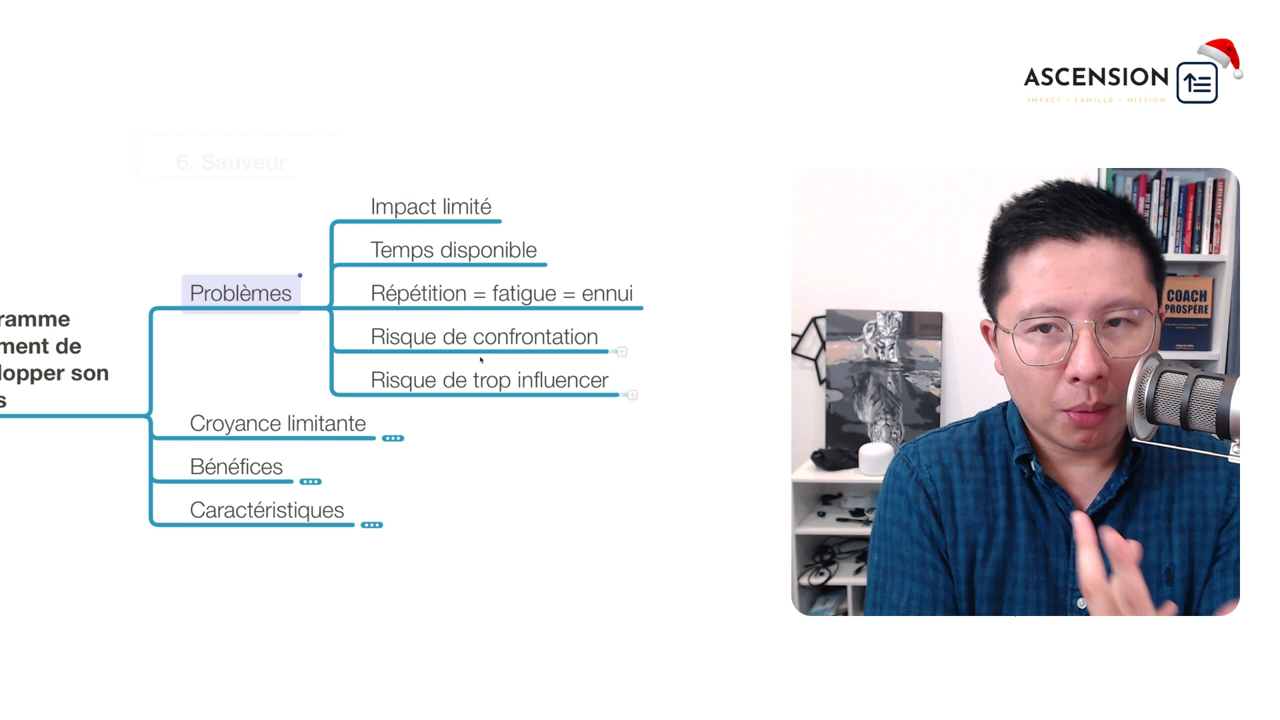 ASCENSION
IMPACT • FAMILLE • MISSION
6. Sauveur
Impact limité
Temps disponible
Problèmes
Répétition = fatigue = ennui
ramme
Risque de confrontation
ment de
lopper son
Risque de trop influencer
s
Croyance limitante
Bénéfices
Caractéristiques
COACH
PROSPÈRE